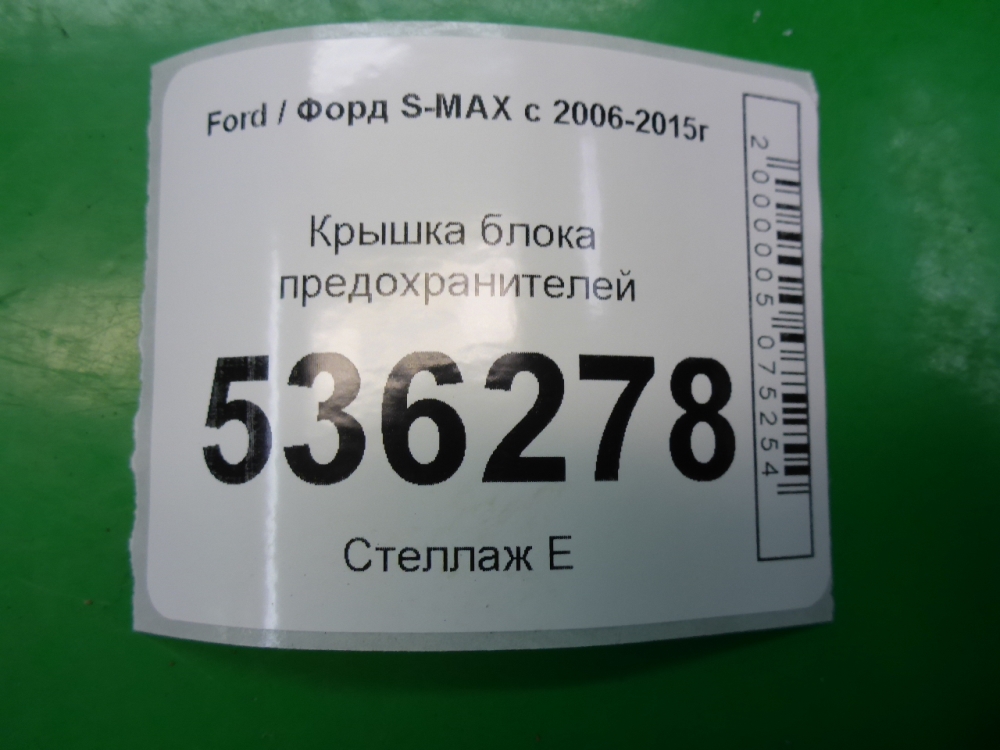 Ford / Форд S-MAX с 2006-2015г
Крышка блока
предохранителей
536278
Стеллаж Е
2000005075254